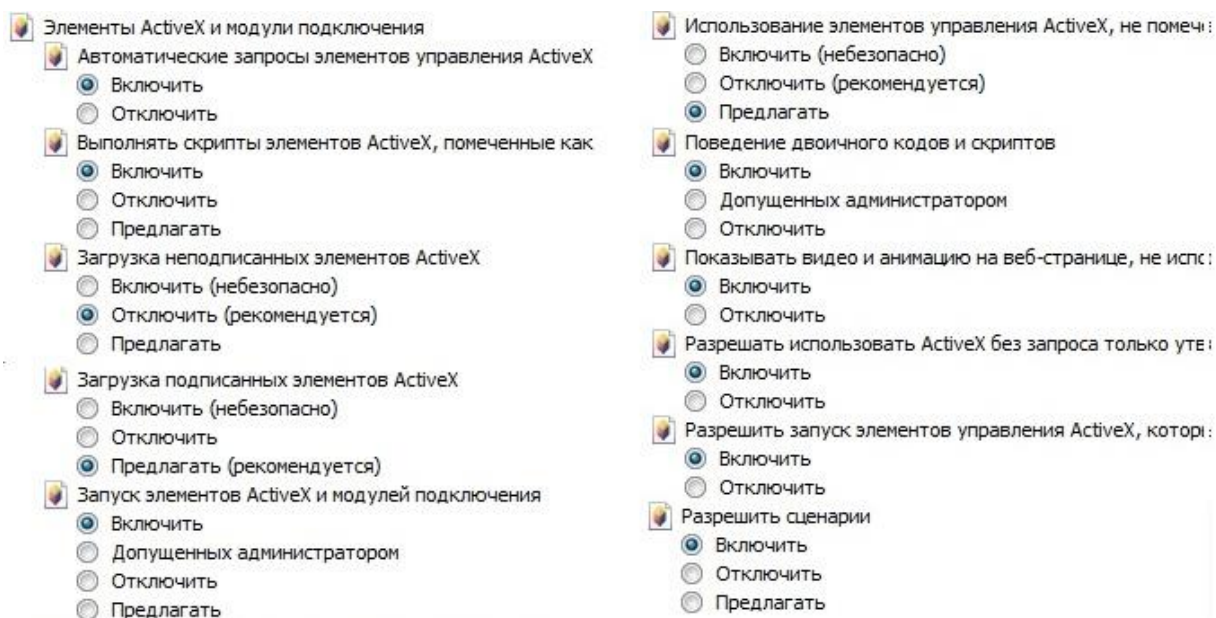 Элементы ActiveX и модули подключения
Автоматические запросы элементов управления ActiveX
Включить
Отключить
Выполнять скрипты элементов ActiveX, помеченные как
Включить
Отключить
Предлагать
Загрузка неподписанных элементов ActiveX
Включить (небезопасно)
Отключить (рекомендуется)
Предлагать
Загрузка подписанных элементов ActiveX
Включить (небезопасно)
Отключить
Предлагать (рекомендуется)
Запуск элементов ActiveX и модулей подключения
Включить
Допущенных администратором
Отключить
Предлагать
Использование элементов управления ActiveX, не
Включить (небезопасно)
Отключить (рекомендуется)
Предлагать
Поведение двоичного кодов и скриптов
Включить
Допущенных администратором
Отключить
Показывать видео и анимацию на веб-странице, не
Включить
Отключить
Разрешать использовать ActiveX без запроса только
Включить
Отключить
Разрешить запуск элементов управления ActiveX,
Включить
Отключить
Разрешить сценарии
Включить
Отключить
Предлагать